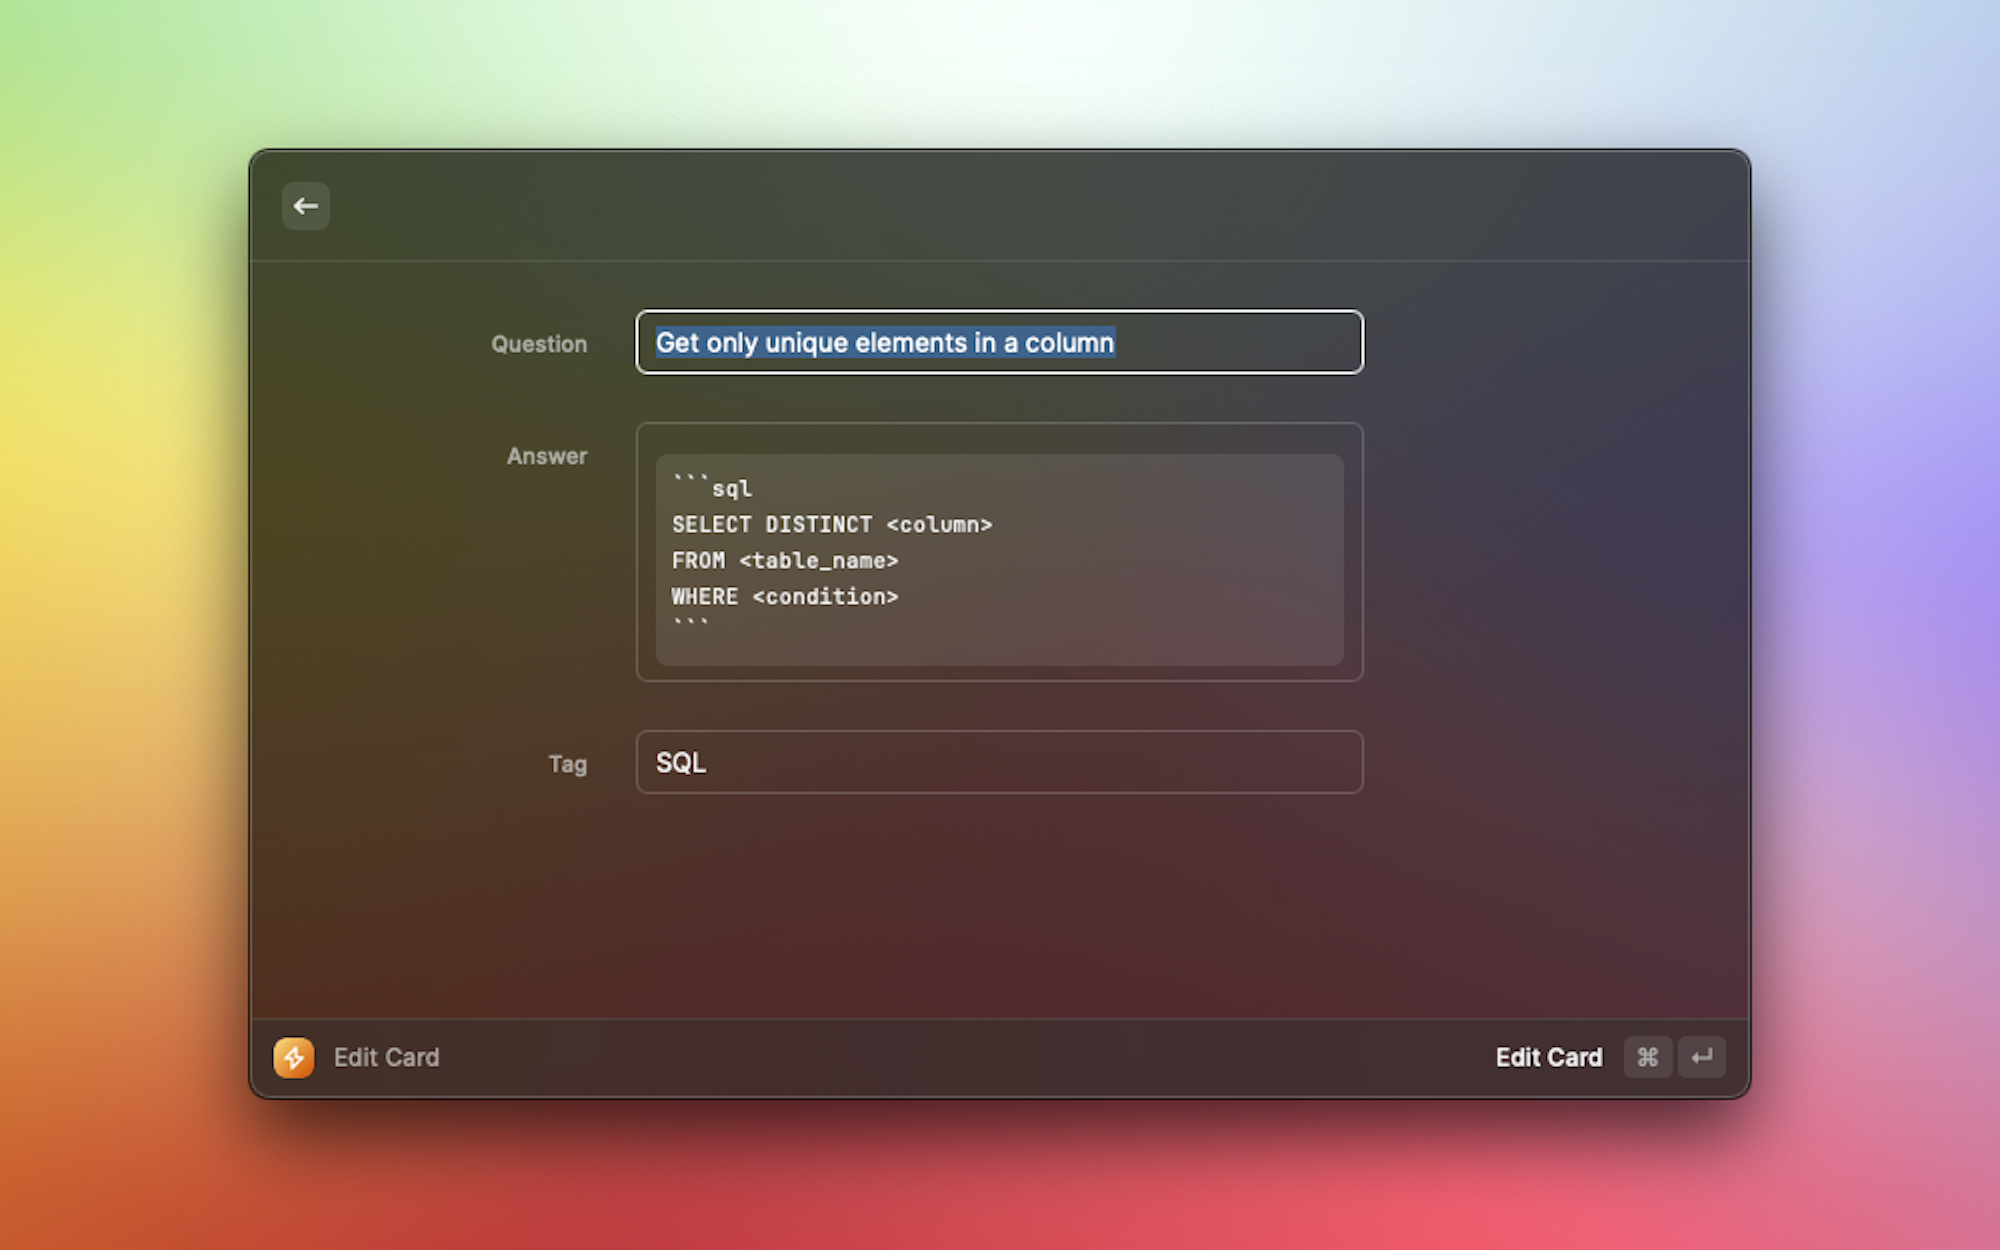 Question
Get only unique elements in a column
Answer
```sql
SELECT DISTINCT <column>
FROM <table_name>
WHERE <condition>
```
Tag
SQL
Edit Card
Edit Card ⌘ ↵